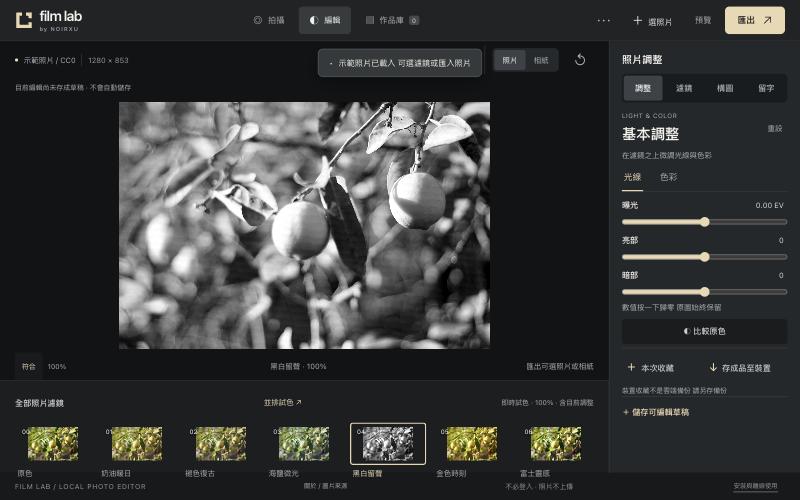 film lab
by NOIRXU
拍攝
編輯
作品庫 0
選照片
預覽
匯出
示範照片 / CC0 1280 × 853
示範照片已載入 可選濾鏡或匯入照片
照片 相紙
目前編輯尚未存成草稿 · 不會自動儲存
符合 100%
黑白留聲 · 100%
匯出可選照片或相紙
全部照片濾鏡
並排試色
即時試色 · 100% · 含目前調整
原色
奶油暖日
褪色復古
海鹽微光
黑白留聲
金色時刻
富士靈感
照片調整
調整 濾鏡 構圖 留字
LIGHT & COLOR
基本調整
重設
在濾鏡之上微調光線與色彩
光線 色彩
曝光 0.00 EV
亮部 0
暗部 0
數值按一下歸零 原圖始終保留
比較原色
本次收藏
存成品至裝置
裝置收藏不是雲端備份 請另存備份
儲存可編輯草稿
FILM LAB / LOCAL PHOTO EDITOR
關於 / 圖片來源
不必登入 · 照片不上傳
安裝與離線使用